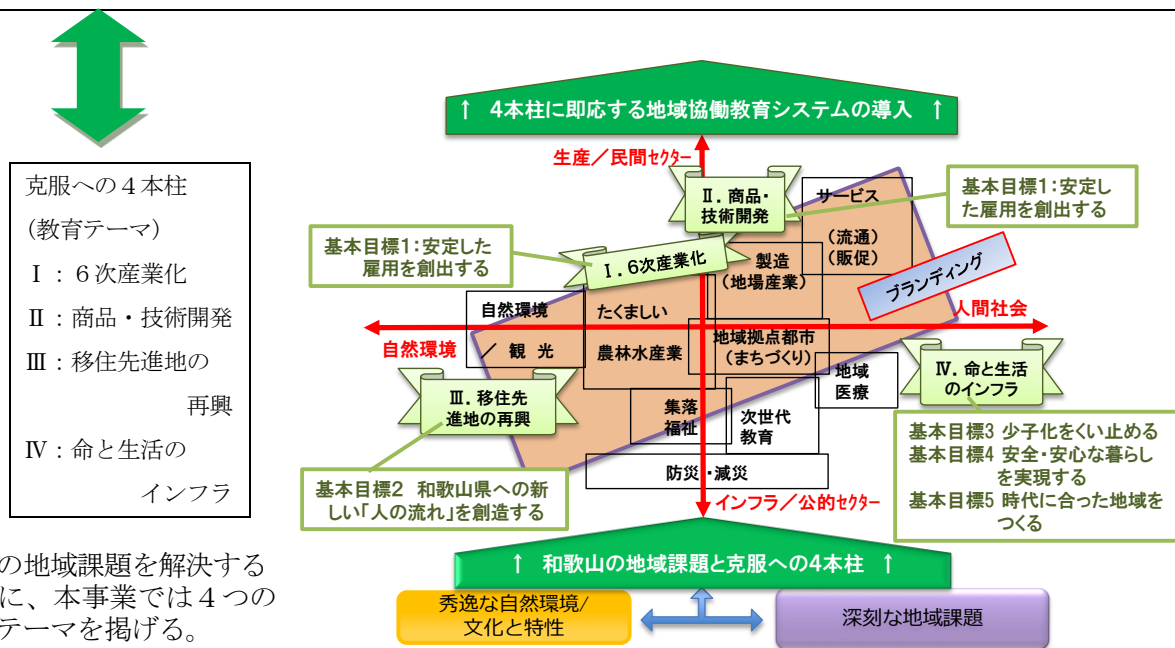 克服への４本柱
(教育テーマ)
Ⅰ：６次産業化
Ⅱ：商品・技術開発
Ⅲ：移住先進地の
再興
Ⅳ：命と生活の
インフラ
の地域課題を解決する
に、本事業では４つの
テーマを掲げる。
↑ 4本柱に即応する地域協働教育システムの導入 ↑
生産／民間ｾｸﾀｰ
Ⅱ．商品・
技術開発
サービス
(流通)
(販促)
基本目標1：安定し
た雇用を創出する
基本目標1：安定した
雇用を創出する
Ⅰ．6次産業化
製造
(地場産業)
ブランディング
自然環境
／ 観 光
たくましい
農林水産業
人間社会
自然環境
地域拠点都市
(まちづくり)
地域
医療
Ⅲ．移住先
進地の再興
Ⅳ．命と生活
のインフラ
集落
福祉
次世代
教育
防災・減災
基本目標2 和歌山県への新
しい「人の流れ」を創造する
基本目標3 少子化をくい止める
基本目標4 安全・安心な暮らし
を実現する
基本目標5 時代に合った地域を
つくる
インフラ／公的ｾｸﾀｰ
↑ 和歌山の地域課題と克服への4本柱 ↑
秀逸な自然環境/
文化と特性
深刻な地域課題